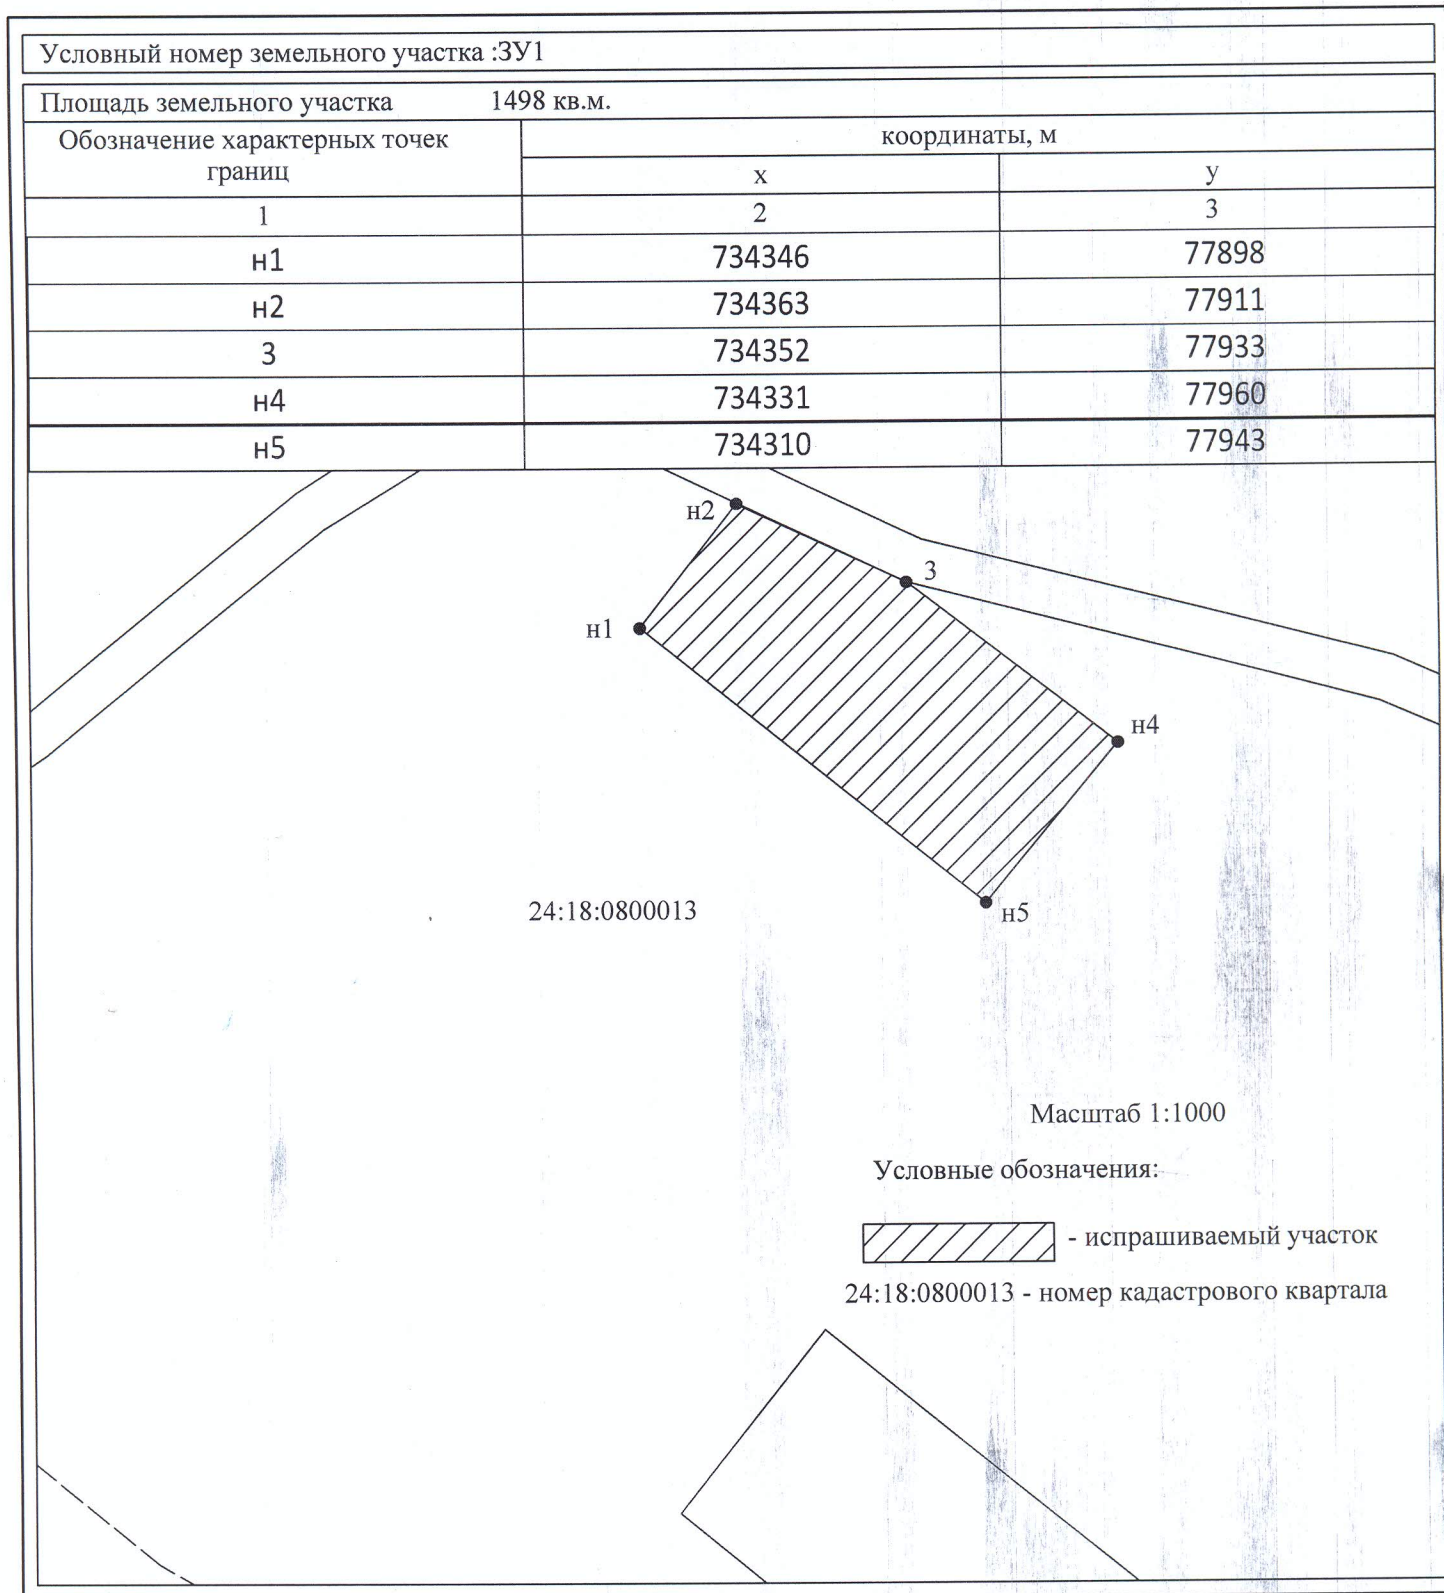 Условный номер земельного участка :ЗУ1
Площадь земельного участка 1498 кв.м.
Обозначение характерных точек границ
координаты, м
x y
1 2 3
н1 734346 77898
н2 734363 77911
3 734352 77933
н4 734331 77960
н5 734310 77943
н2
3
н1
н4
н5
24:18:0800013
Масштаб 1:1000
Условные обозначения:
- испрашиваемый участок
24:18:0800013 - номер кадастрового квартала